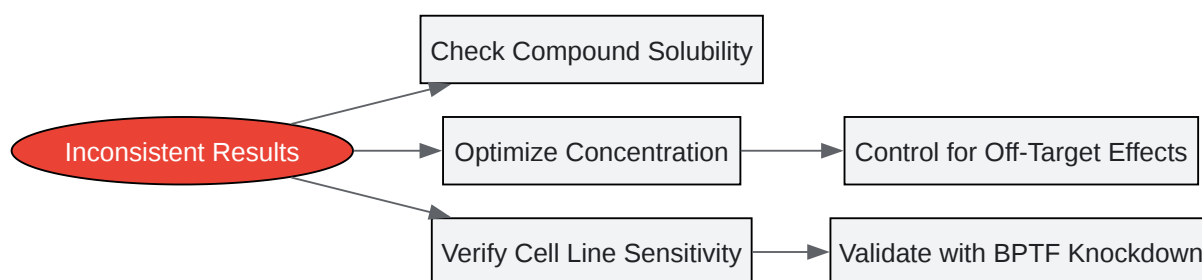 Check Compound Solubility
Inconsistent Results
Optimize Concentration
Control for Off-Target Effects
Verify Cell Line Sensitivity
Validate with BPTF Knockdown